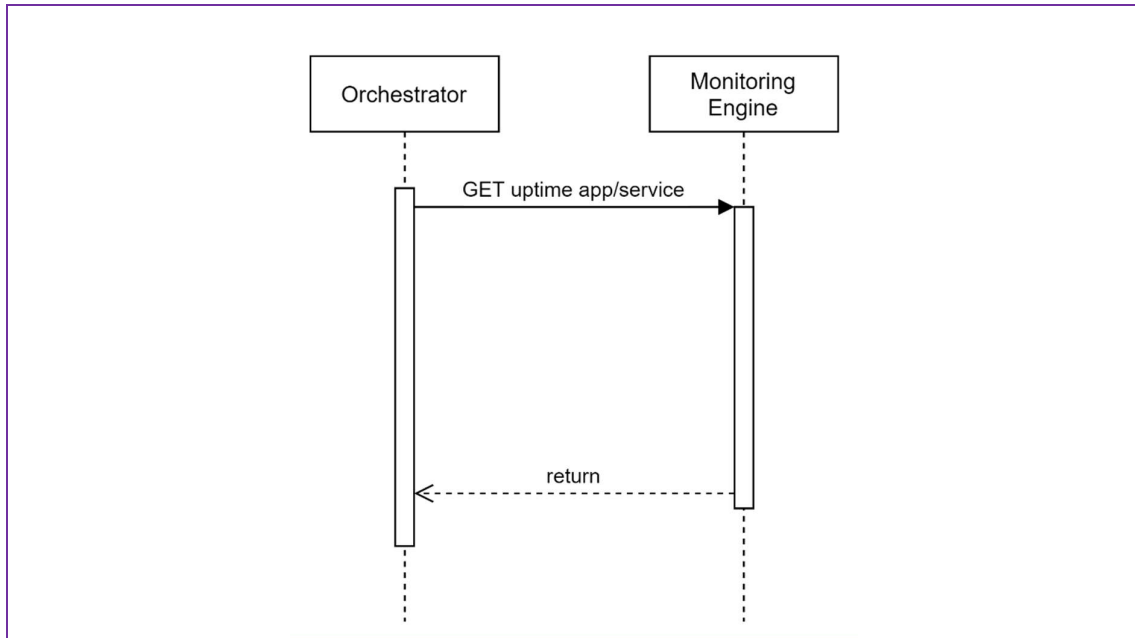 Orchestrator
Monitoring
Engine
GET uptime app/service
return